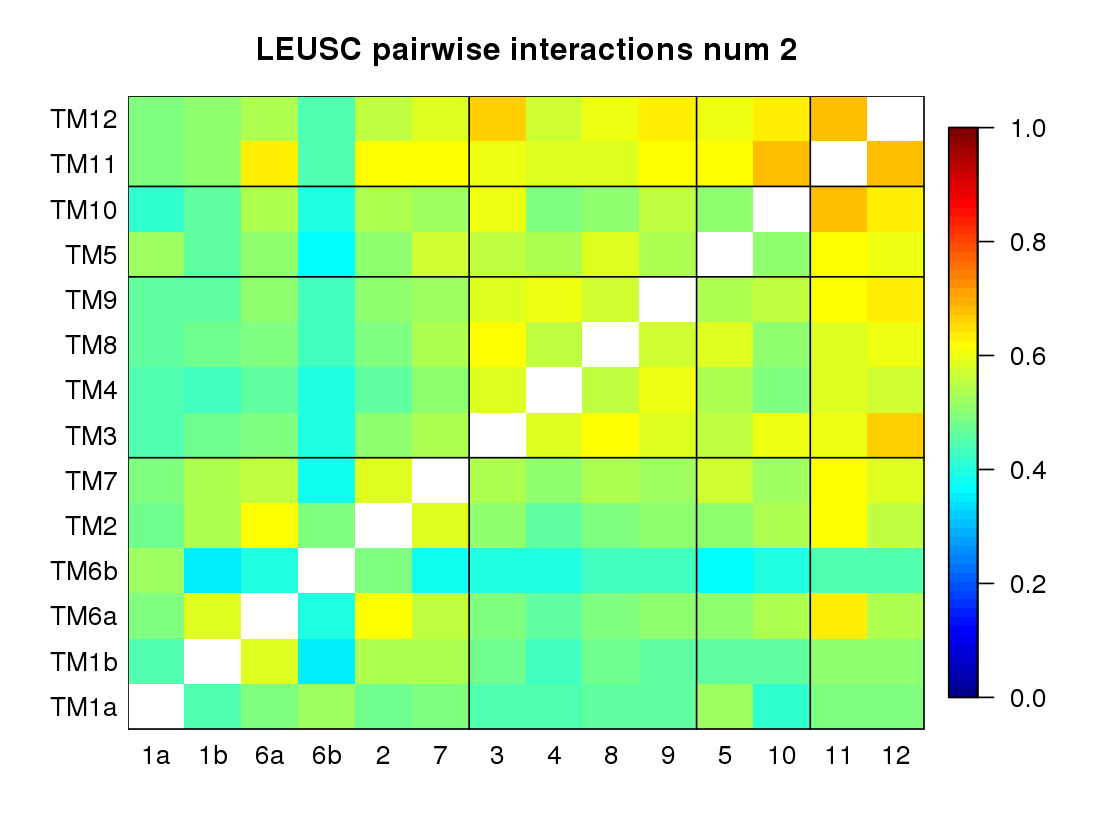 LEUSC pairwise interactions num 2
TM12
TM11
TM10
TM5
TM9
TM8
TM4
TM3
TM7
TM2
TM6b
TM6a
TM1b
TM1a
1a 1b 6a 6b 2 7 3 4 8 9 5 10 11 12
1.0
0.8
0.6
0.4
0.2
0.0